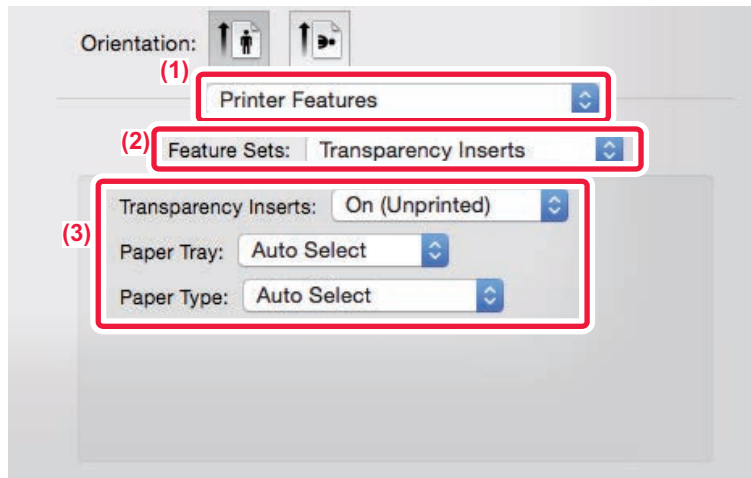 Orientation:
(1)
Printer Features
(2)
Feature Sets: Transparency Inserts
(3)
Transparency Inserts: On (Unprinted)
Paper Tray: Auto Select
Paper Type: Auto Select